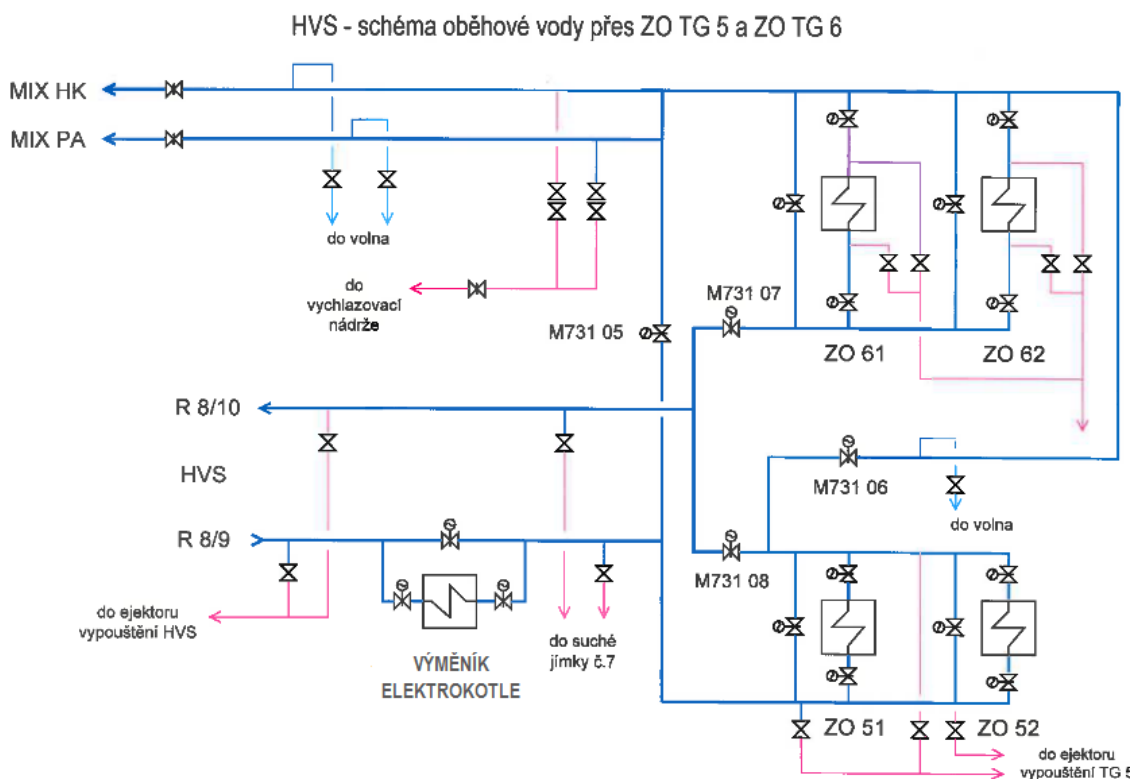 HVS - schéma oběhové vody přes ZO TG 5 a ZO TG 6
MIX HK
MIX PA
do volna
do
vychlazovací
nádrže
M731 05
M731 07
ZO 61
ZO 62
R 8/10
HVS
M731 06
do volna
R 8/9
M731 08
do ejektoru
vypouštění HVS
VÝMĚNÍK
ELEKTROKOTLE
do suché
jímky č.7
ZO 51
ZO 52
do ejektoru
vypouštění TG 5